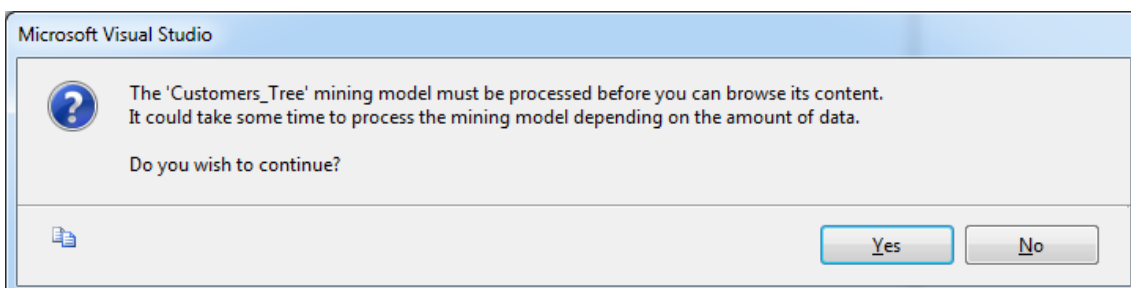 Microsoft Visual Studio
The 'Customers_Tree' mining model must be processed before you can browse its content.
It could take some time to process the mining model depending on the amount of data.
Do you wish to continue?
Yes
No